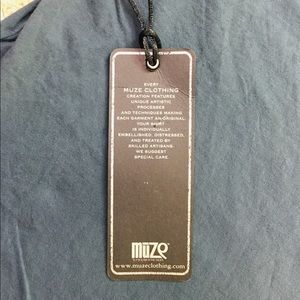 EVERY
MUZE CLOTHING
CREATION FEATURES
UNIQUE ARTISTIC
PROCESSES
AND TECHNIQUES MAKING
EACH GARMENT AN ORIGINAL.
YOUR SHIRT
IS INDIVIDUALLY
EMBELLISHED, DISTRESSED,
AND TREATED BY
SKILLED ARTISANS.
WE SUGGEST
SPECIAL CARE.
mūze
www.muzeclothing.com